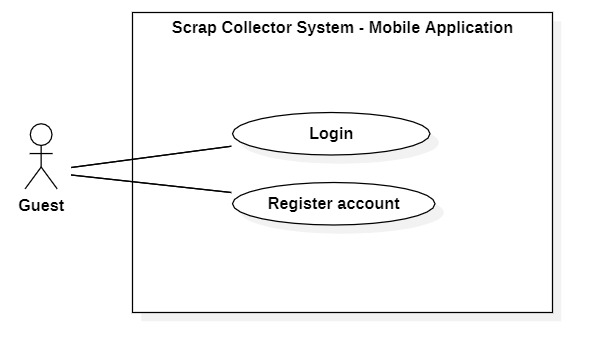 Scrap Collector System - Mobile Application
Login
Register account
Guest